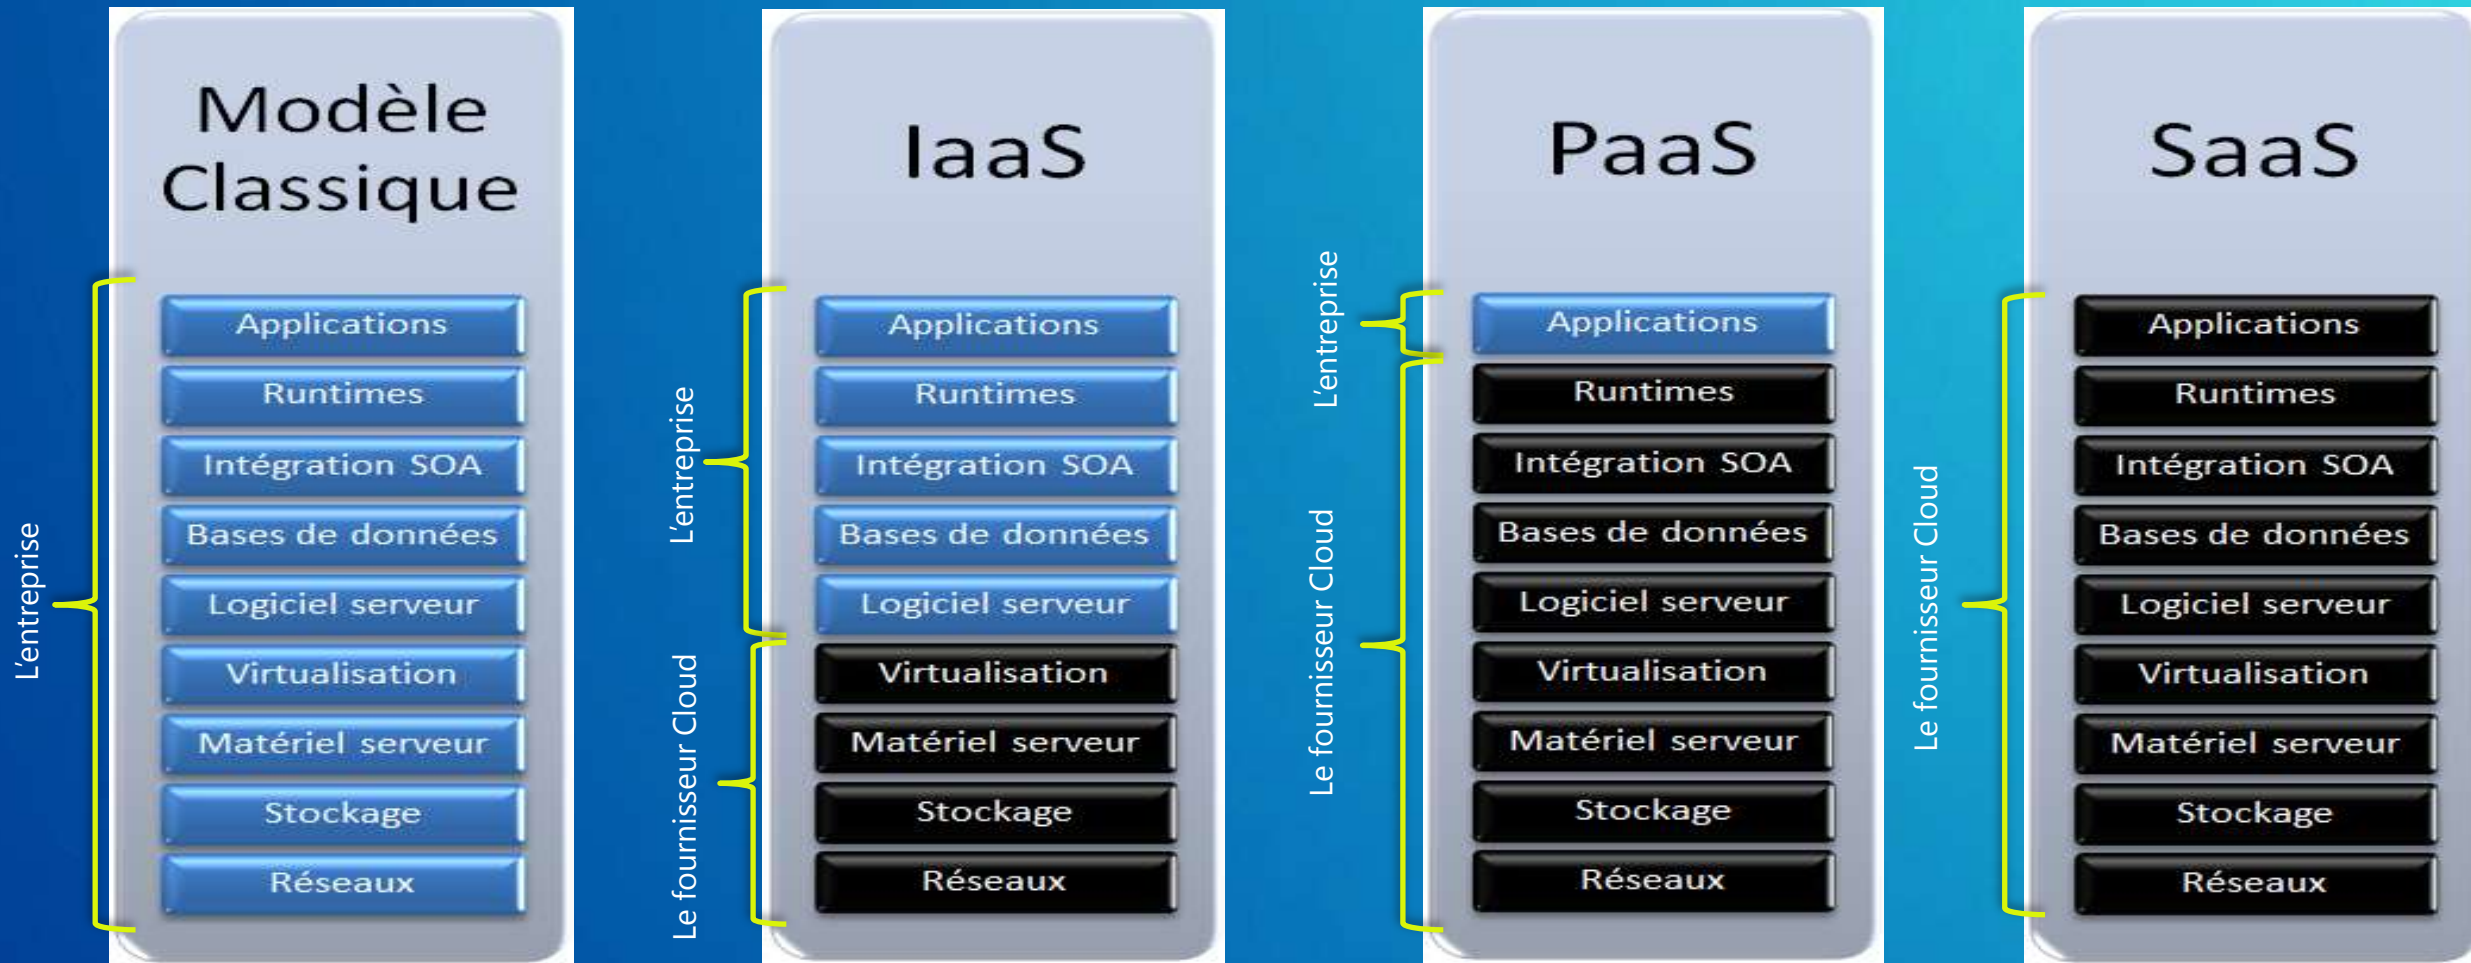 Modèle
Classique
L'entreprise
Applications
Runtimes
Intégration SOA
Bases de données
Logiciel serveur
Virtualisation
Matériel serveur
Stockage
Réseaux
IaaS
L'entreprise
Le fournisseur Cloud
Applications
Runtimes
Intégration SOA
Bases de données
Logiciel serveur
Virtualisation
Matériel serveur
Stockage
Réseaux
PaaS
L'entreprise
Le fournisseur Cloud
Applications
Runtimes
Intégration SOA
Bases de données
Logiciel serveur
Virtualisation
Matériel serveur
Stockage
Réseaux
SaaS
Le fournisseur Cloud
Applications
Runtimes
Intégration SOA
Bases de données
Logiciel serveur
Virtualisation
Matériel serveur
Stockage
Réseaux